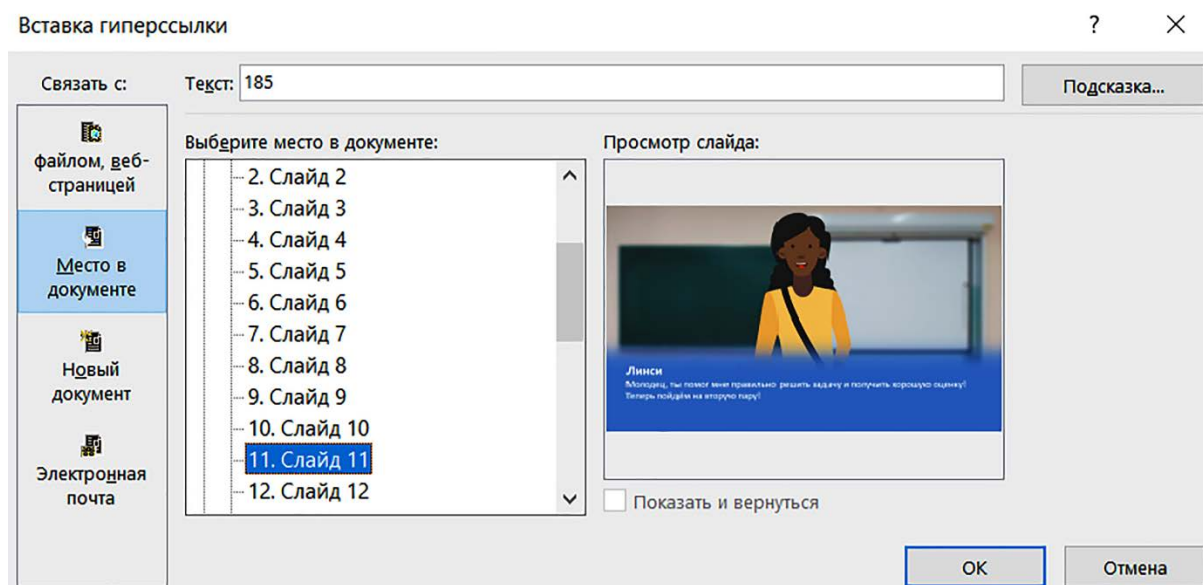 Вставка гиперссылки
? ×
Связать с:
Текст: 185
Подсказка...
файлом, веб-
страницей
Место в
документе
Новый
документ
Электронная
почта
Выберите место в документе:
2. Слайд 2
3. Слайд 3
4. Слайд 4
5. Слайд 5
6. Слайд 6
7. Слайд 7
8. Слайд 8
9. Слайд 9
10. Слайд 10
11. Слайд 11
12. Слайд 12
Просмотр слайда:
Линси
Молодец, ты помог мне правильно решить задачу и получить хорошую оценку!
Теперь пойдём на вторую пару!
Показать и вернуться
ОК
Отмена